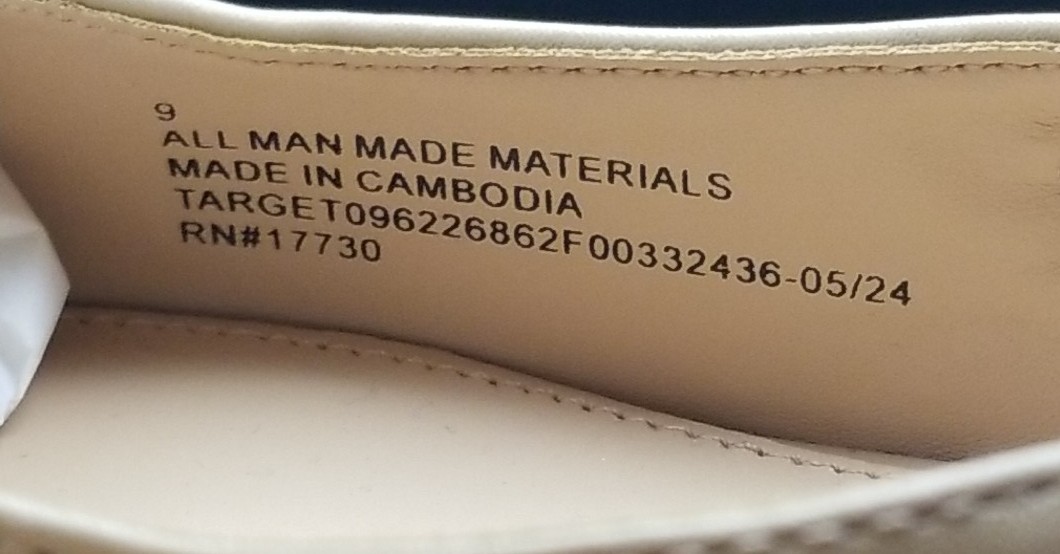 9
ALL MAN MADE MATERIALS
MADE IN CAMBODIA
TARGET096226862F00332436-05/24
RN#17730